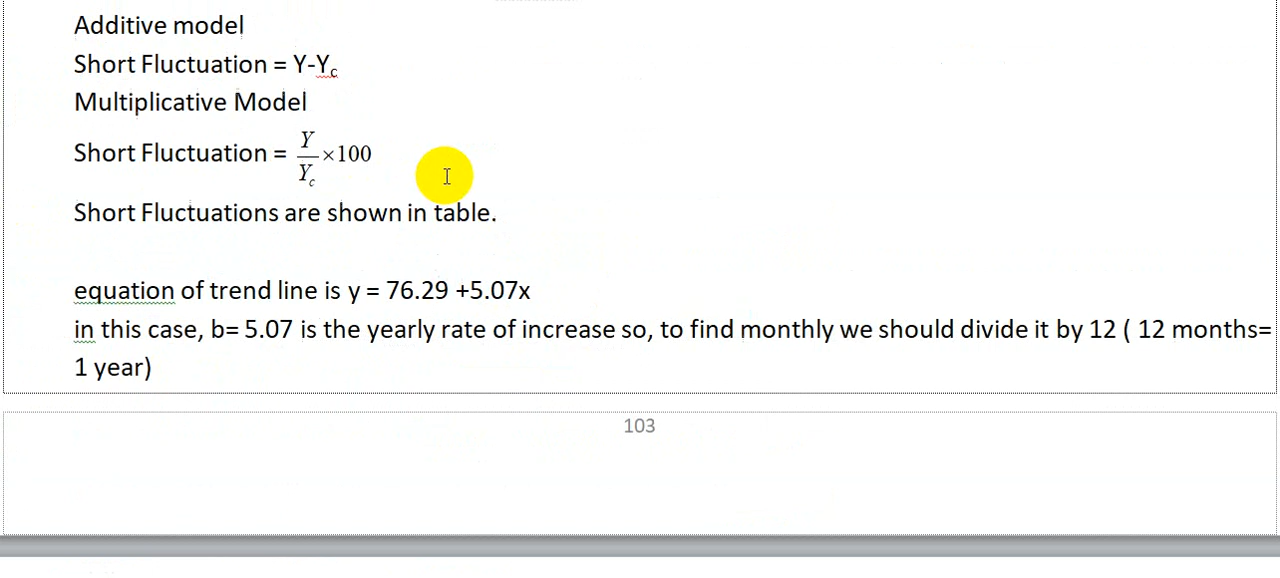 Additive model
Short Fluctuation = Y-Yc
Multiplicative Model
Short Fluctuation = Y/Yc ×100
Short Fluctuations are shown in table.
equation of trend line is y = 76.29 +5.07x
in this case, b= 5.07 is the yearly rate of increase so, to find monthly we should divide it by 12 ( 12 months=
1 year)
103